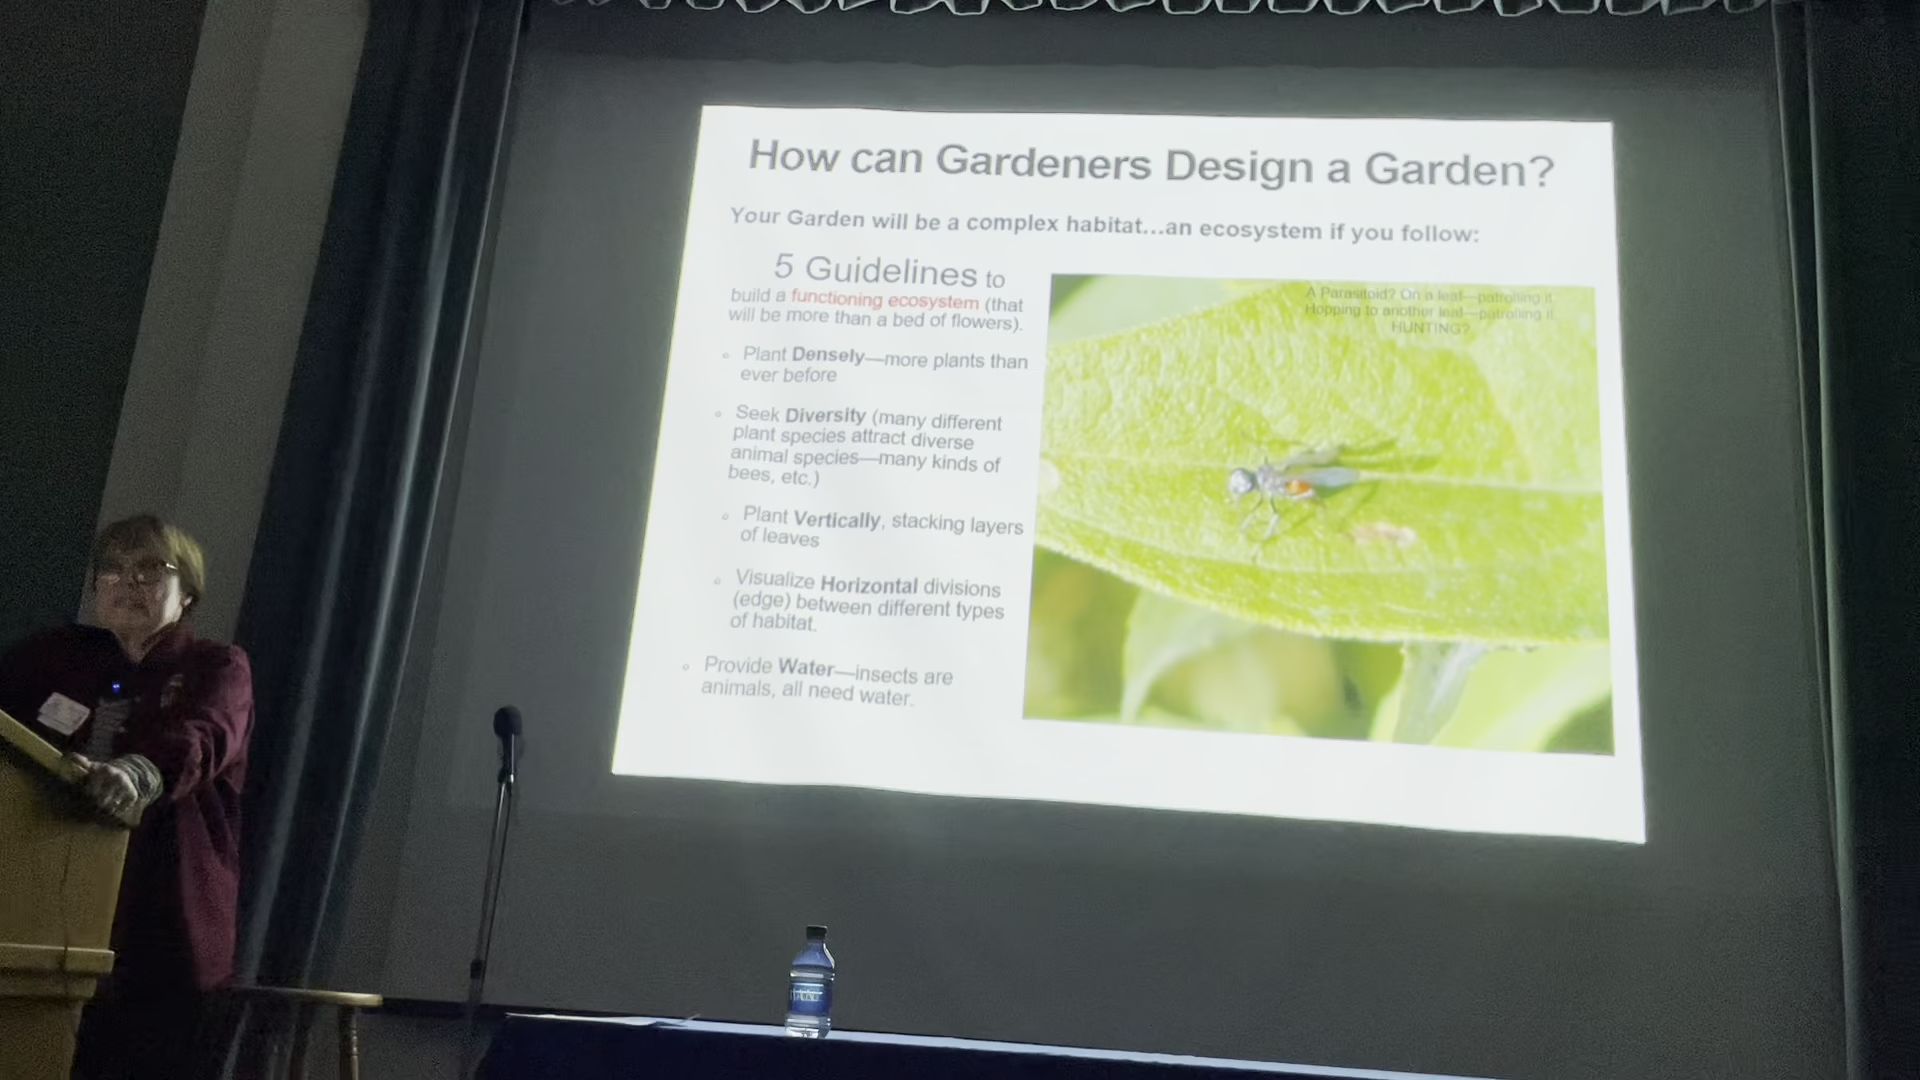 How can Gardeners Design a Garden?
Your Garden will be a complex habitat...an ecosystem if you follow:
5 Guidelines to
build a functioning ecosystem (that
will be more than a bed of flowers).
A Parasitoid? On a leaf—patrolling it.
Hopping to another leaf—patrolling it.
HUNTING?
Plant Densely—more plants than
ever before
Seek Diversity (many different
plant species attract diverse
animal species—many kinds of
bees, etc.)
Plant Vertically, stacking layers
of leaves
Visualize Horizontal divisions
(edge) between different types
of habitat.
Provide Water—insects are
animals, all need water.